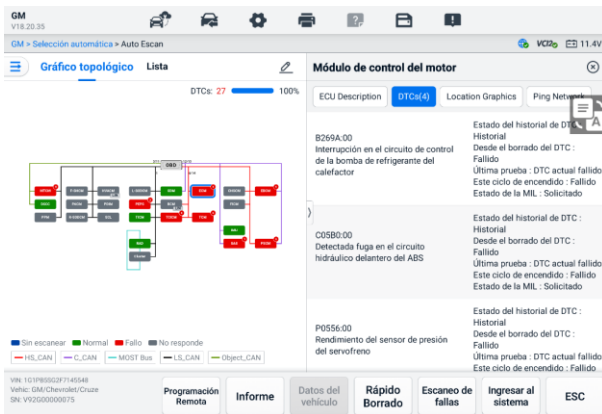 GM
V18.20.35
GM > Selección automática > Auto Escan
VCI
11.4V
Gráfico topológico
Lista
DTCs: 27
100%
OBD
Sin escanear
Normal
Fallo
No responde
HS_CAN
C_CAN
MOST Bus
LS_CAN
Object_CAN
Módulo de control del motor
ECU Description
DTCs(4)
Location Graphics
Ping Network
A
B269A:00
Interrupción en el circuito de control
de la bomba de refrigerante del
calefactor
Estado del historial de DTC :
Historial
Desde el borrado del DTC :
Fallido
Última prueba : DTC actual fallido
Este ciclo de encendido : Fallido
Estado de la MIL : Solicitado
C05B0:00
Detectada fuga en el circuito
hidráulico delantero del ABS
Estado del historial de DTC :
Historial
Desde el borrado del DTC :
Fallido
Última prueba : DTC actual fallido
Este ciclo de encendido : Fallido
Estado de la MIL : Solicitado
P0556:00
Rendimiento del sensor de presión
del servofreno
Estado del historial de DTC :
Historial
Desde el borrado del DTC :
Fallido
Última prueba : DTC actual fallido
Este ciclo de encendido : Fallido
Vehic: GM/Chevrolet/Cruze
SN: V92G00000075
Programación
Remota
Informe
Datos del
vehículo
Rápido
Borrado
Escaneo de
fallas
Ingresar al
sistema
ESC